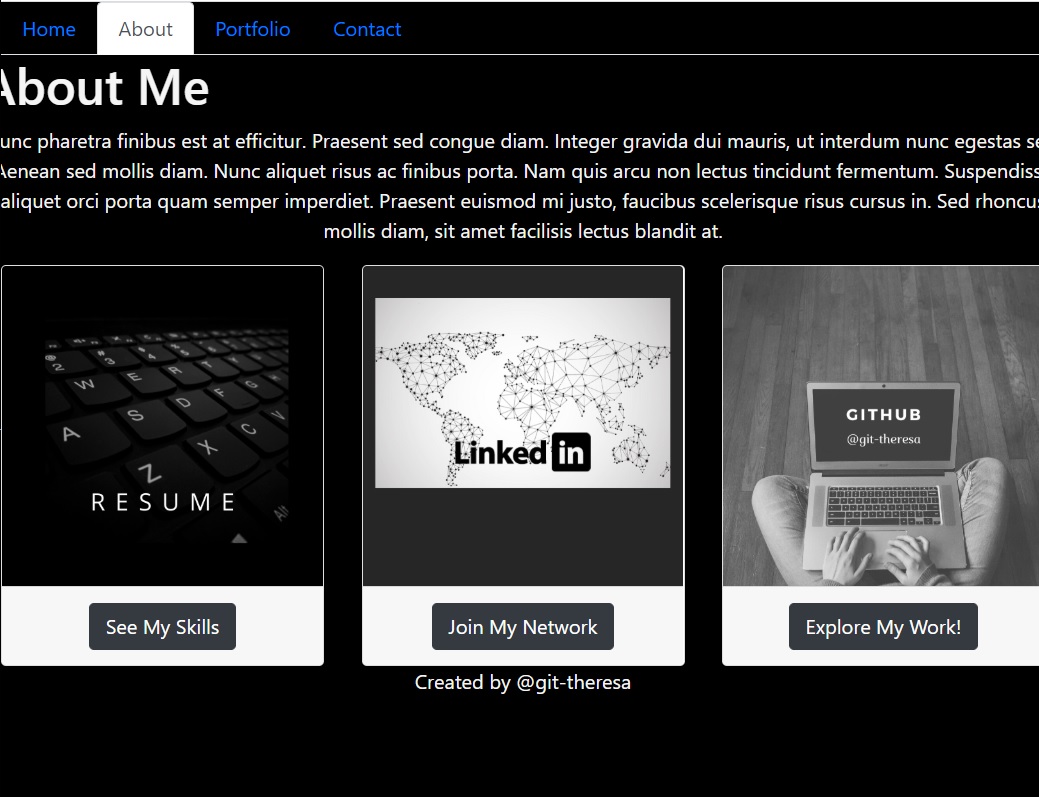 Home About Portfolio Contact
About Me
unc pharetra finibus est at efficitur. Praesent sed congue diam. Integer gravida dui mauris, ut interdum nunc egestas se
Aenean sed mollis diam. Nunc aliquet risus ac finibus porta. Nam quis arcu non lectus tincidunt fermentum. Suspendiss
aliquet orci porta quam semper imperdiet. Praesent euismod mi justo, faucibus scelerisque risus cursus in. Sed rhoncus
mollis diam, sit amet facilisis lectus blandit at.
@ 2 # 3 $ 4
W E R T Y
A S D F G
Z X C V
Alt
RESUME
Linked in
GITHUB
@git-theresa
See My Skills
Join My Network
Explore My Work!
Created by @git-theresa